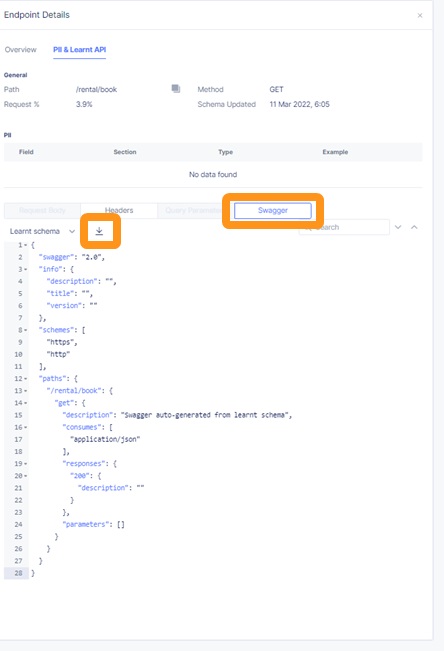 Endpoint Details
×
Overview PII & Learnt API
General
Path /rental/book Method GET
Request % 3.9% Schema Updated 11 Mar 2022, 6:05
PII
Field Section Type Example
No data found
Request Body Headers Query Parameters Swagger
Learnt schema Search
1 {
2 "swagger": "2.0",
3 "info": {
4 "description": "",
5 "title": "",
6 "version": ""
7 },
8 "schemes": [
9 "https",
10 "http"
11 ],
12 "paths": {
13 "/rental/book": {
14 "get": {
15 "description": "Swagger auto-generated from learnt schema",
16 "consumes": [
17 "application/json"
18 ],
19 "responses": {
20 "200": {
21 "description": ""
22 }
23 },
24 "parameters": []
25 }
26 }
27 }
28 }